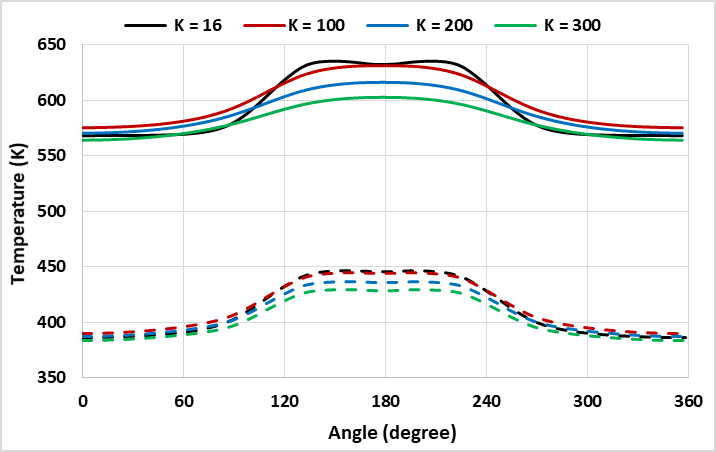 K = 16 K = 100 K = 200 K = 300
650
600
550
500
450
400
350
Temperature (K)
0 60 120 180 240 300 360
Angle (degree)